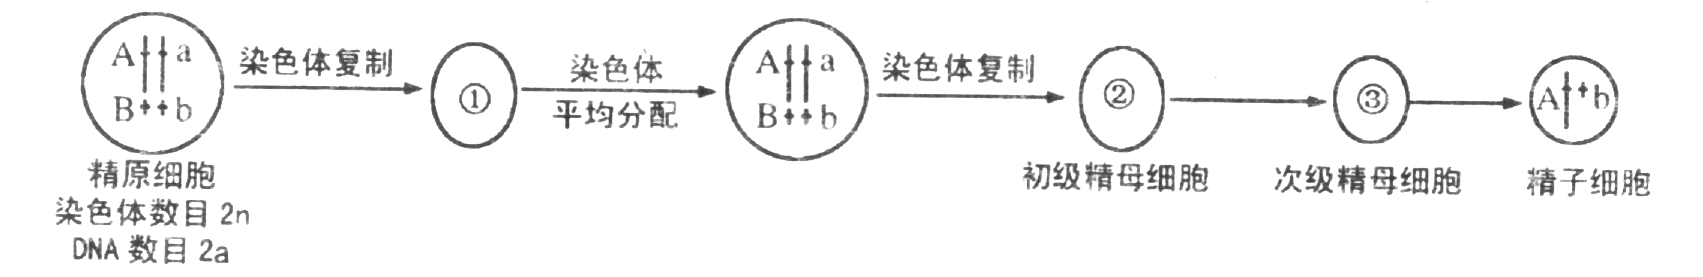 A a
B b
精原细胞
染色体数目 2n
DNA 数目 2a
染色体复制
①
染色体
平均分配
A a
B b
染色体复制
②
初级精母细胞
③
次级精母细胞
A b
精子细胞